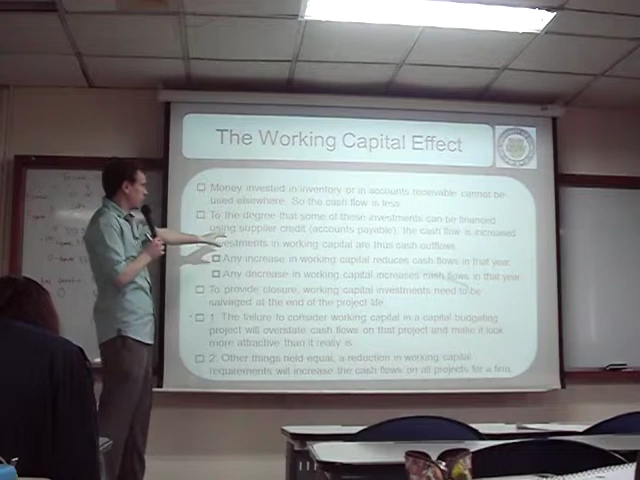 The Working Capital Effect
Money invested in inventory or in accounts receivable cannot be
used elsewhere. So the cash flow is less.
To the degree that some of these investments can be financed
using supplier credit (accounts payable), the cash flow is increased
investments in working capital are thus cash outflows.
Any increase in working capital reduces cash flows in that year.
Any decrease in working capital increases cash flows in that year.
To provide closure, working capital investments need to be
salvaged at the end of the project life.
1. The failure to consider working capital in a capital budgeting
project will overstate cash flows on that project and make it look
more attractive than it really is.
2. Other things held equal, a reduction in working capital
requirements will increase the cash flows on all projects for a firm.